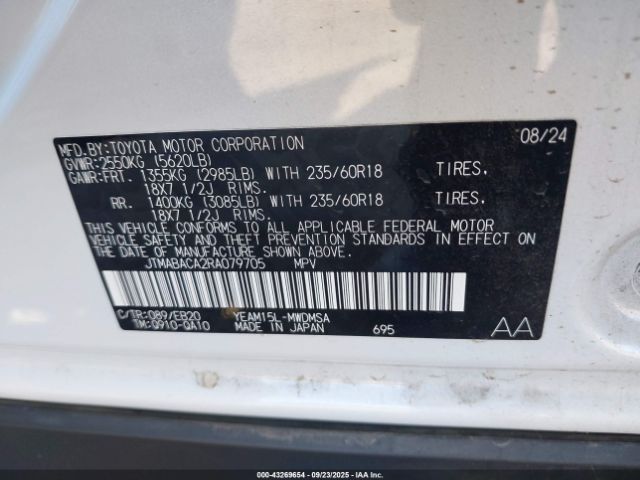 MFD.BY:TOYOTA MOTOR CORPORATION 08/24
GVWR:2550KG (5620LB)
GAWR:FRT. 1355KG (2985LB) WITH 235/60R18 TIRES.
18X7 1/2J RIMS.
RR. 1400KG (3085LB) WITH 235/60R18 TIRES.
18X7 1/2J RIMS.
THIS VEHICLE CONFORMS TO ALL APPLICABLE FEDERAL MOTOR
VEHICLE SAFETY AND THEFT PREVENTION STANDARDS IN EFFECT ON
THE DATE OF MANUFACTURE SHOWN ABOVE.
JTMABACA2RA079705 MPV
C/TR:089/EB20 YEAM15L-MWDMSA
TM:Q910-QA10 MADE IN JAPAN 695 AA
000-43269654 - 09/23/2025 - IAA Inc.